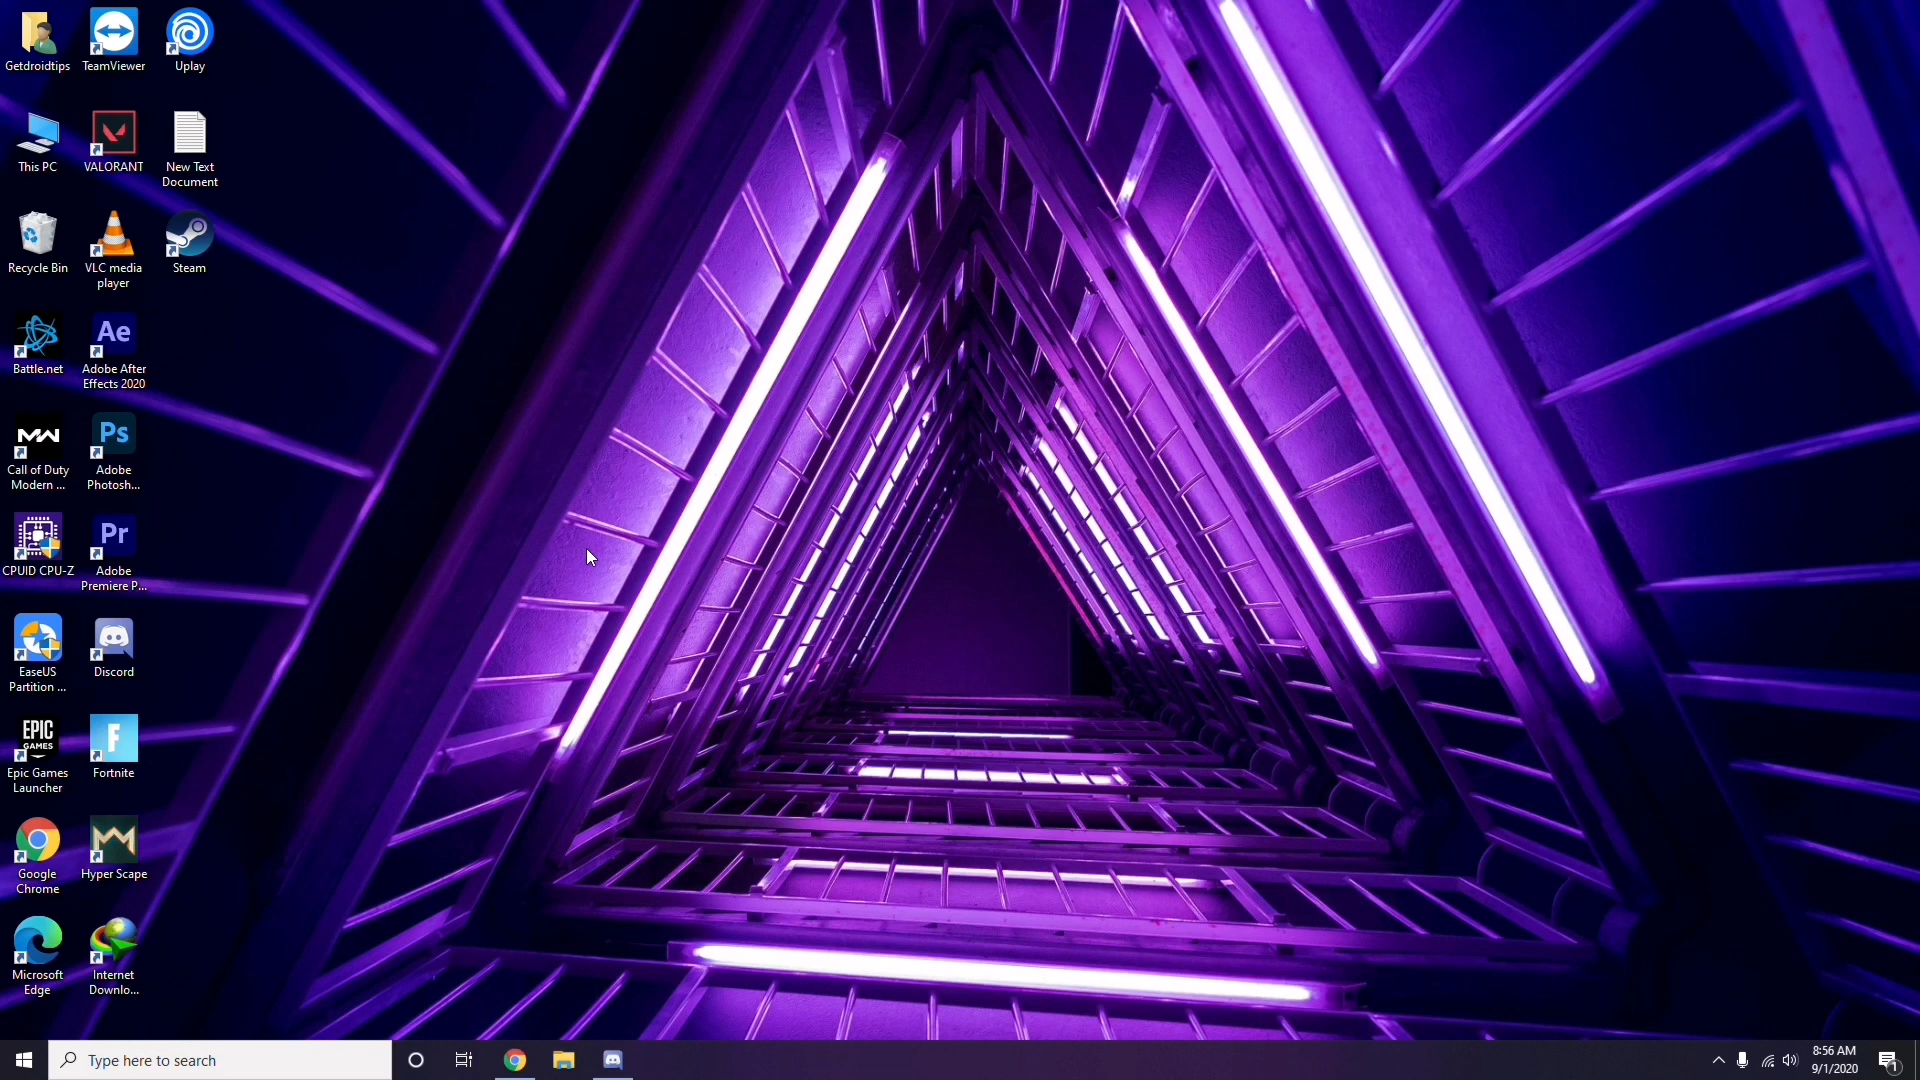 Getdroidtips
TeamViewer
Uplay
This PC
VALORANT
New Text
Document
Recycle Bin
VLC media
player
Steam
Battle.net
Ae
Adobe After
Effects 2020
MW
Call of Duty
Modern ...
Ps
Adobe
Photosh...
CPUID CPU-Z
Pr
Adobe
Premiere P...
EaseUS
Partition ...
Discord
EPIC
GAMES
Epic Games
Launcher
F
Fortnite
Google
Chrome
Hyper Scape
Microsoft
Edge
Internet
Downlo...
Type here to search
8:56 AM
9/1/2020
1